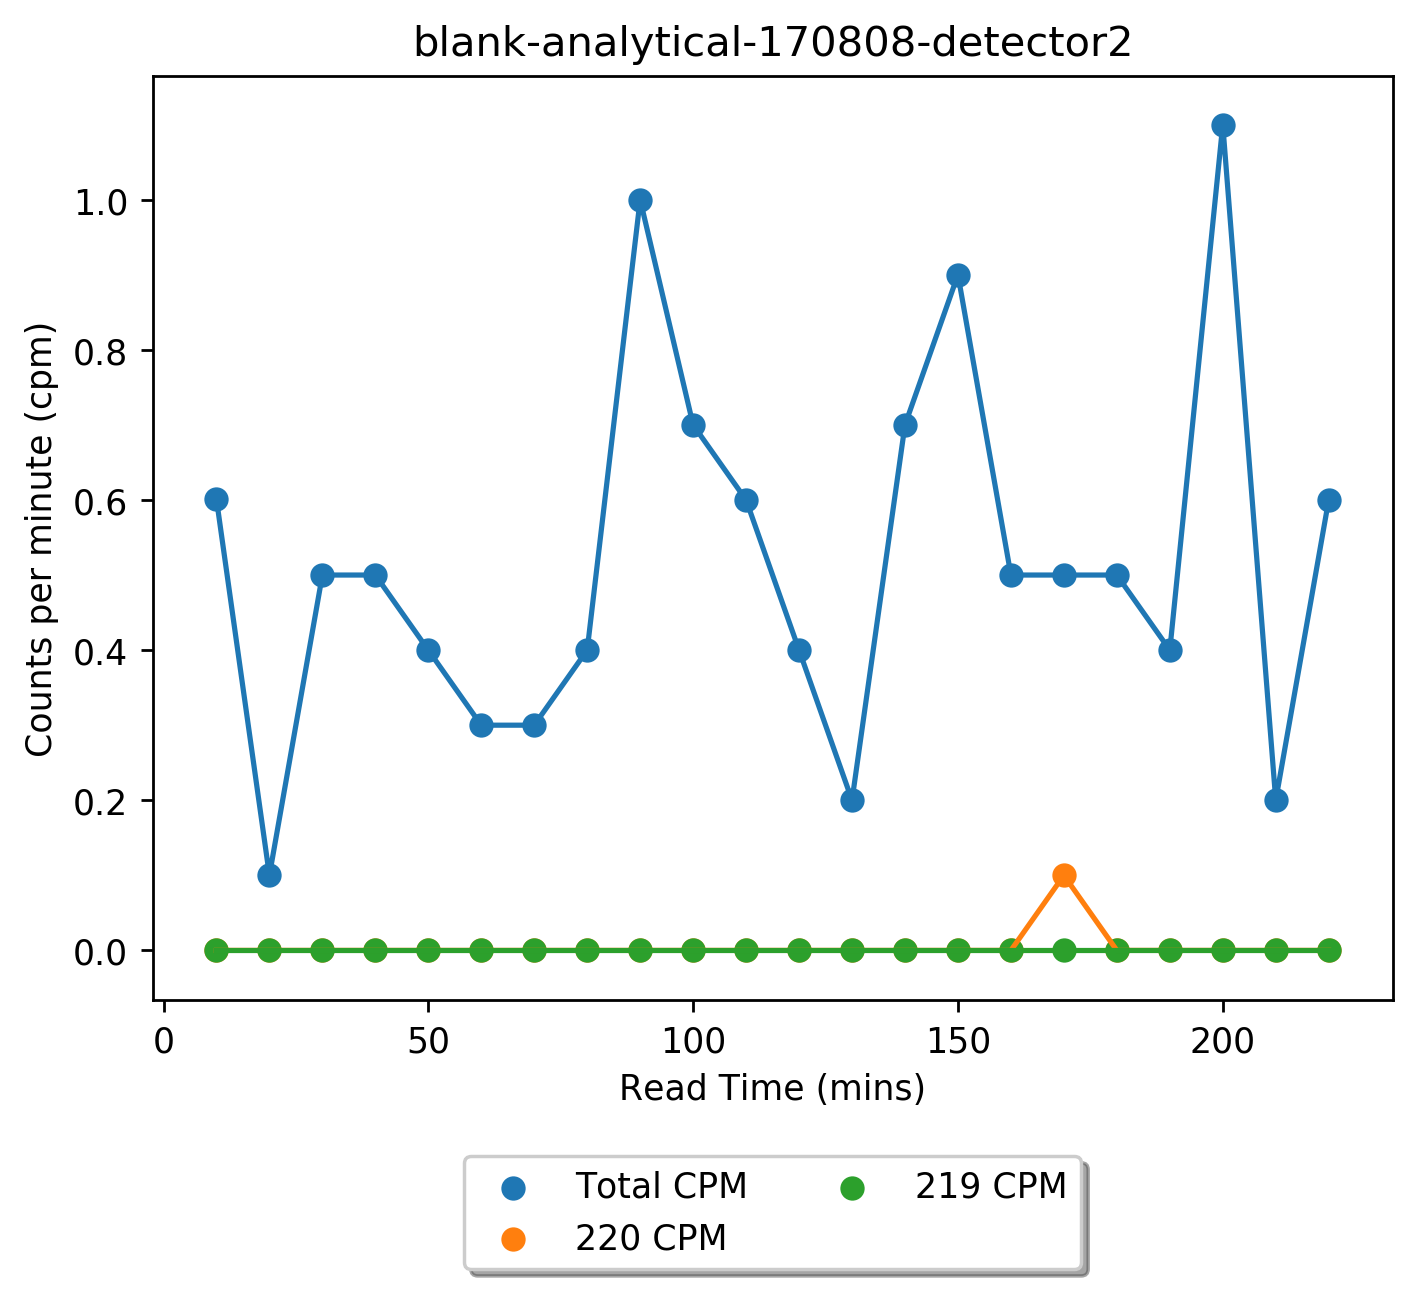 blank-analytical-170808-detector2
Counts per minute (cpm)
1.0
0.8
0.6
0.4
0.2
0.0
0 50 100 150 200
Read Time (mins)
Total CPM 219 CPM
220 CPM